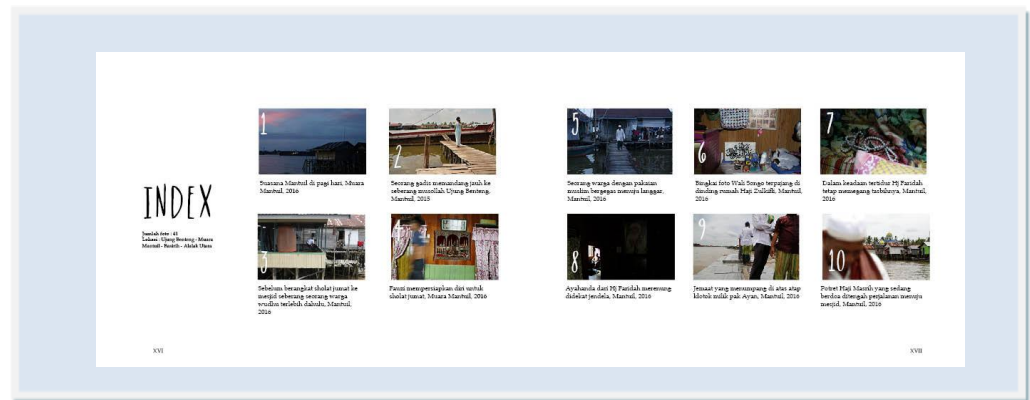 INDEX
Jumlah foto : 41
Lokasi : Ujung Benteng - Muara
Mantuil - Basirih - Alalak Utara
1
Suasana Mantuil di pagi hari, Muara
Mantuil, 2016
2
Seorang gadis memandang jauh ke
seberang musollah Ujung Benteng,
Mantuil, 2015
3
Sebelum berangkat sholat jumat ke
mesjid seberang seorang warga
wudhu terlebih dahulu, Mantuil,
2016
4
Fauzi mempersiapkan diri untuk
sholat jumat, Muara Mantuil, 2016
5
Seorang warga dengan pakaian
muslim bergegas menuju langgar,
Mantuil, 2016
6
Bingkai foto Wali Songo terpajang di
dinding rumah Haji Zulkifli, Mantuil,
2016
7
Dalam keadaan tertidur Hj Faridah
tetap memegang tasbihnya, Mantuil,
2016
8
Ayahanda dari Hj Faridah merenung
didekat jendela, Mantuil, 2016
9
Jemaat yang menumpang di atas atap
klotok milik pak Ayan, Mantuil, 2016
10
Potret Haji Masrih yang sedang
berdoa ditengah perjalanan menuju
mesjid, Mantuil, 2016
XVI
XVII